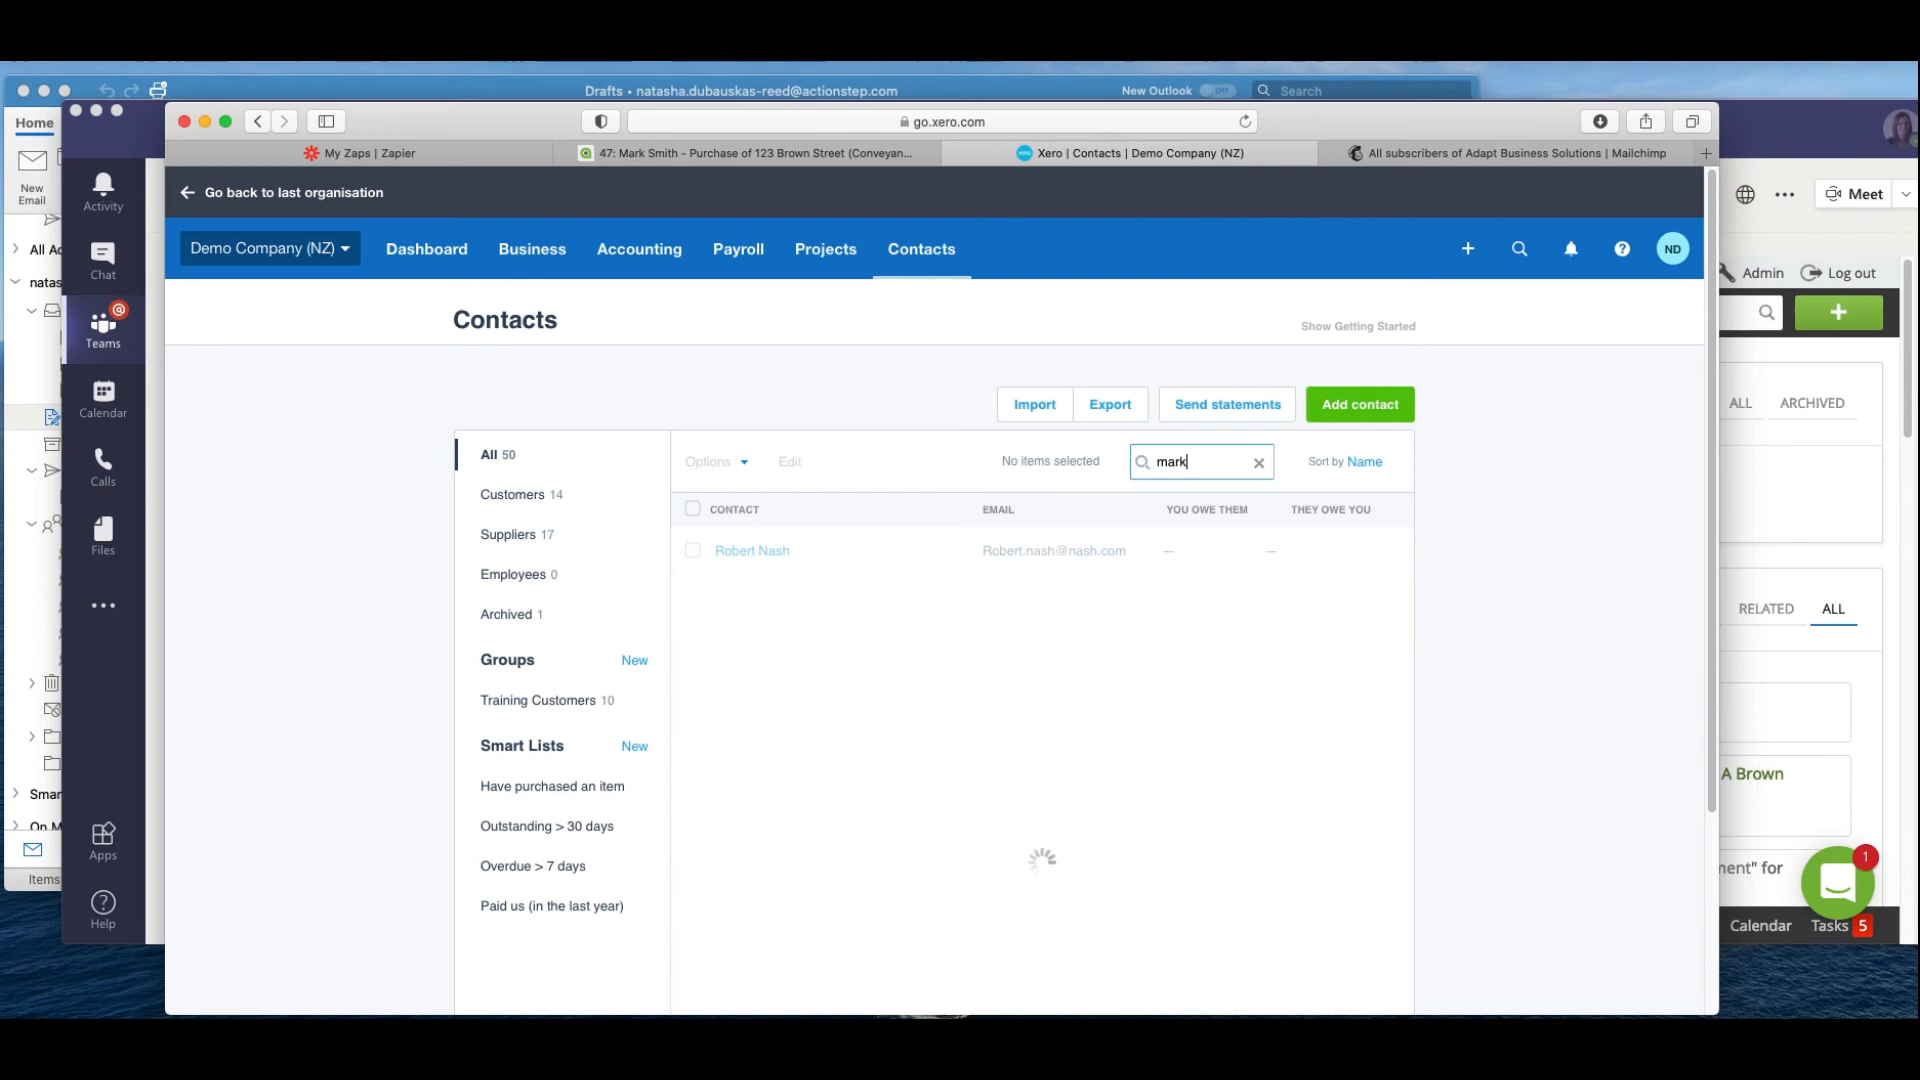 Drafts • natasha.dubauskas-reed@actionstep.com
New Outlook
Off
Search
Home
New
Email
All Ac
natas
Smar
On M
Items
Activity
Chat
Teams
Calendar
Calls
Files
Apps
Help
go.xero.com
My Zaps | Zapier
47: Mark Smith - Purchase of 123 Brown Street (Conveyan...
Xero | Contacts | Demo Company (NZ)
All subscribers of Adapt Business Solutions | Mailchimp
Go back to last organisation
Demo Company (NZ)
Dashboard
Business
Accounting
Payroll
Projects
Contacts
ND
Contacts
Show Getting Started
Import
Export
Send statements
Add contact
All 50
Customers 14
Suppliers 17
Employees 0
Archived 1
Groups
New
Training Customers 10
Smart Lists
New
Have purchased an item
Outstanding > 30 days
Overdue > 7 days
Paid us (in the last year)
Options
Edit
No items selected
mark
Sort by Name
CONTACT
EMAIL
YOU OWE THEM
THEY OWE YOU
Robert Nash
Robert.nash@nash.com
—
—
Meet
Admin
Log out
ALL
ARCHIVED
RELATED
ALL
A Brown
nent" for
1
Calendar
Tasks 5